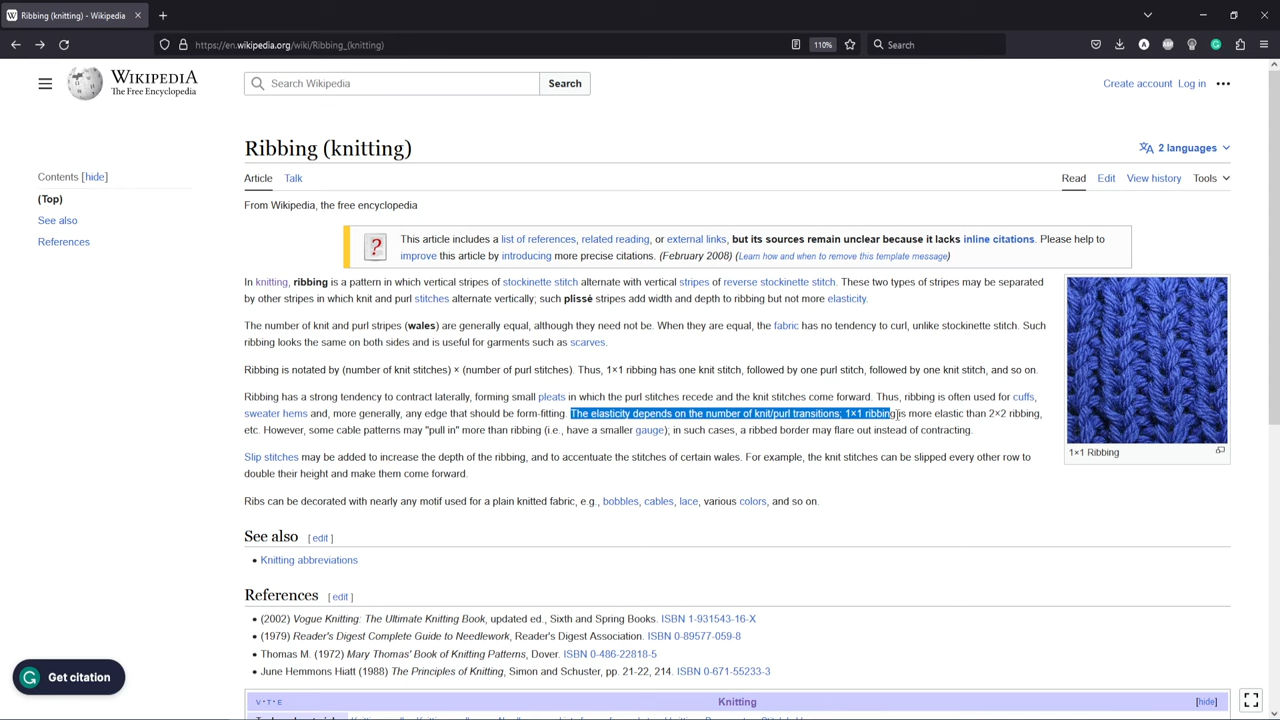 Ribbing (knitting) - Wikipedia
https://en.wikipedia.org/wiki/Ribbing_(knitting)
110%
Search
WIKIPEDIA
The Free Encyclopedia
Search Wikipedia
Search
Create account Log in
Ribbing (knitting)
2 languages
Contents [hide]
(Top)
See also
References
Article Talk
Read Edit View history Tools
From Wikipedia, the free encyclopedia
This article includes a list of references, related reading, or external links, but its sources remain unclear because it lacks inline citations. Please help to
improve this article by introducing more precise citations. (February 2008) (Learn how and when to remove this template message)
In knitting, ribbing is a pattern in which vertical stripes of stockinette stitch alternate with vertical stripes of reverse stockinette stitch. These two types of stripes may be separated
by other stripes in which knit and purl stitches alternate vertically; such plissé stripes add width and depth to ribbing but not more elasticity.
The number of knit and purl stripes (wales) are generally equal, although they need not be. When they are equal, the fabric has no tendency to curl, unlike stockinette stitch. Such
ribbing looks the same on both sides and is useful for garments such as scarves.
Ribbing is notated by (number of knit stitches) × (number of purl stitches). Thus, 1×1 ribbing has one knit stitch, followed by one purl stitch, followed by one knit stitch, and so on.
Ribbing has a strong tendency to contract laterally, forming small pleats in which the purl stitches recede and the knit stitches come forward. Thus, ribbing is often used for cuffs,
sweater hems and, more generally, any edge that should be form-fitting. The elasticity depends on the number of knit/purl transitions; 1×1 ribbing is more elastic than 2×2 ribbing,
etc. However, some cable patterns may "pull in" more than ribbing (i.e., have a smaller gauge); in such cases, a ribbed border may flare out instead of contracting.
Slip stitches may be added to increase the depth of the ribbing, and to accentuate the stitches of certain wales. For example, the knit stitches can be slipped every other row to
double their height and make them come forward.
Ribs can be decorated with nearly any motif used for a plain knitted fabric, e.g., bobbles, cables, lace, various colors, and so on.
1×1 Ribbing
See also [ edit ]
• Knitting abbreviations
References [ edit ]
• (2002) Vogue Knitting: The Ultimate Knitting Book, updated ed., Sixth and Spring Books. ISBN 1-931543-16-X
• (1979) Reader's Digest Complete Guide to Needlework, Reader's Digest Association. ISBN 0-89577-059-8
• Thomas M. (1972) Mary Thomas' Book of Knitting Patterns, Dover. ISBN 0-486-22818-5
• June Hemmons Hiatt (1988) The Principles of Knitting, Simon and Schuster, pp. 21-22, 214. ISBN 0-671-55233-3
Get citation
V·T·E Knitting [hide]